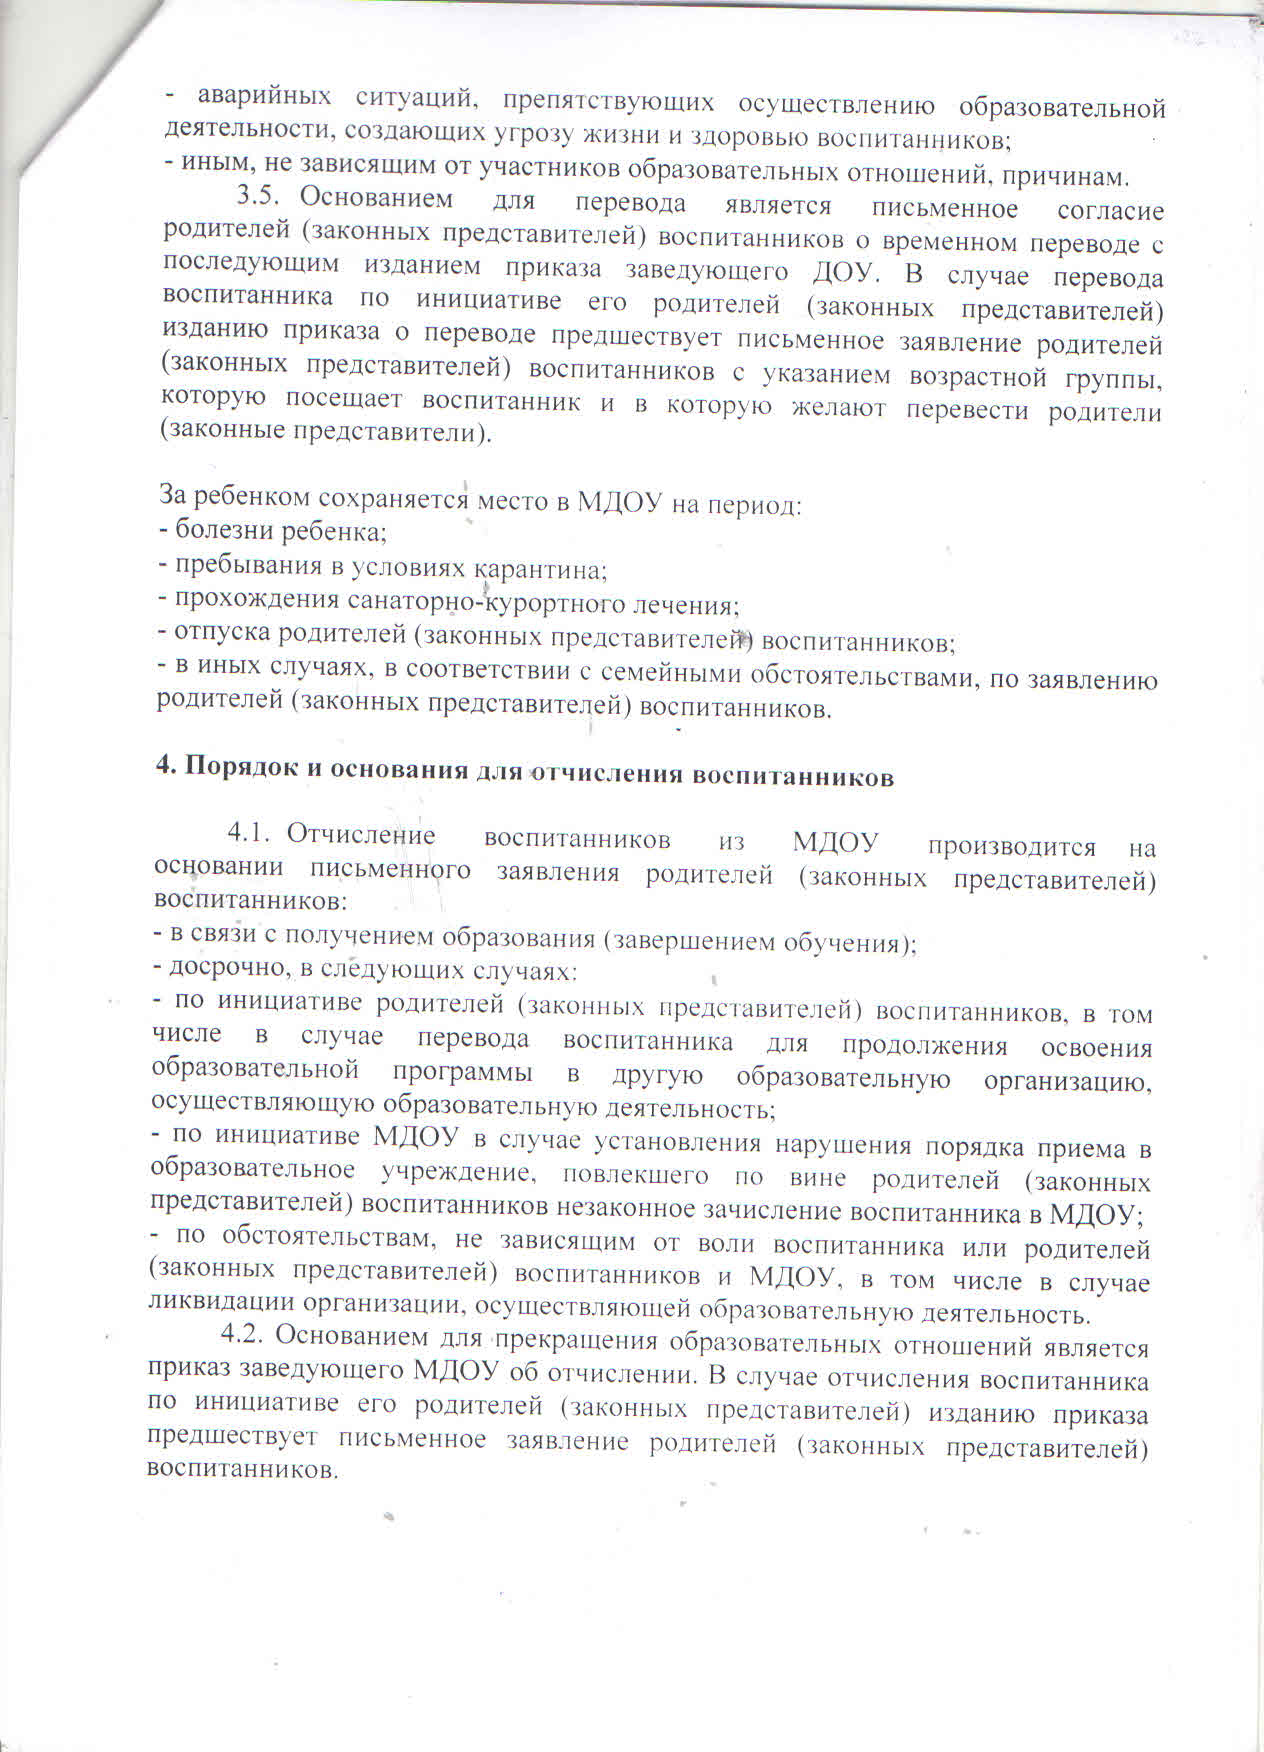 - аварийных ситуаций, препятствующих осуществлению образовательной
деятельности, создающих угрозу жизни и здоровью воспитанников;
- иным, не зависящим от участников образовательных отношений, причинам.
3.5. Основанием для перевода является письменное согласие
родителей (законных представителей) воспитанников о временном переводе с
последующим изданием приказа заведующего ДОУ. В случае перевода
воспитанника по инициативе его родителей (законных представителей)
изданию приказа о переводе предшествует письменное заявление родителей
(законных представителей) воспитанников с указанием возрастной группы,
которую посещает воспитанник и в которую желают перевести родители
(законные представители).
За ребенком сохраняется место в МДОУ на период:
- болезни ребенка;
- пребывания в условиях карантина;
- прохождения санаторно-курортного лечения;
- отпуска родителей (законных представителей) воспитанников;
- в иных случаях, в соответствии с семейными обстоятельствами, по заявлению
родителей (законных представителей) воспитанников.
4. Порядок и основания для отчисления воспитанников
4.1. Отчисление воспитанников из МДОУ производится на
основании письменного заявления родителей (законных представителей)
воспитанников:
- в связи с получением образования (завершением обучения);
- досрочно, в следующих случаях:
- по инициативе родителей (законных представителей) воспитанников, в том
числе в случае перевода воспитанника для продолжения освоения
образовательной программы в другую образовательную организацию,
осуществляющую образовательную деятельность;
- по инициативе МДОУ в случае установления нарушения порядка приема в
образовательное учреждение, повлекшего по вине родителей (законных
представителей) воспитанников незаконное зачисление воспитанника в МДОУ;
- по обстоятельствам, не зависящим от воли воспитанника или родителей
(законных представителей) воспитанников и МДОУ, в том числе в случае
ликвидации организации, осуществляющей образовательную деятельность.
4.2. Основанием для прекращения образовательных отношений является
приказ заведующего МДОУ об отчислении. В случае отчисления воспитанника
по инициативе его родителей (законных представителей) изданию приказа
предшествует письменное заявление родителей (законных представителей)
воспитанников.